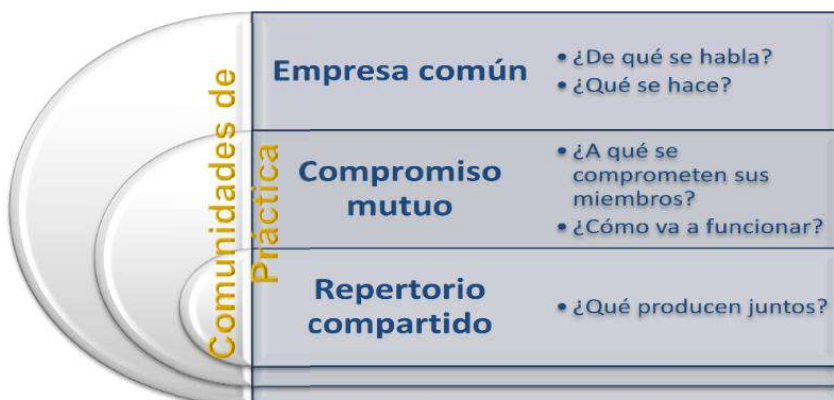 Comunidades de
Práctica
Empresa común
• ¿De qué se habla?
• ¿Qué se hace?
Compromiso
mutuo
• ¿A qué se
comprometen sus
miembros?
• ¿Cómo va a funcionar?
Repertorio
compartido
• ¿Qué producen juntos?